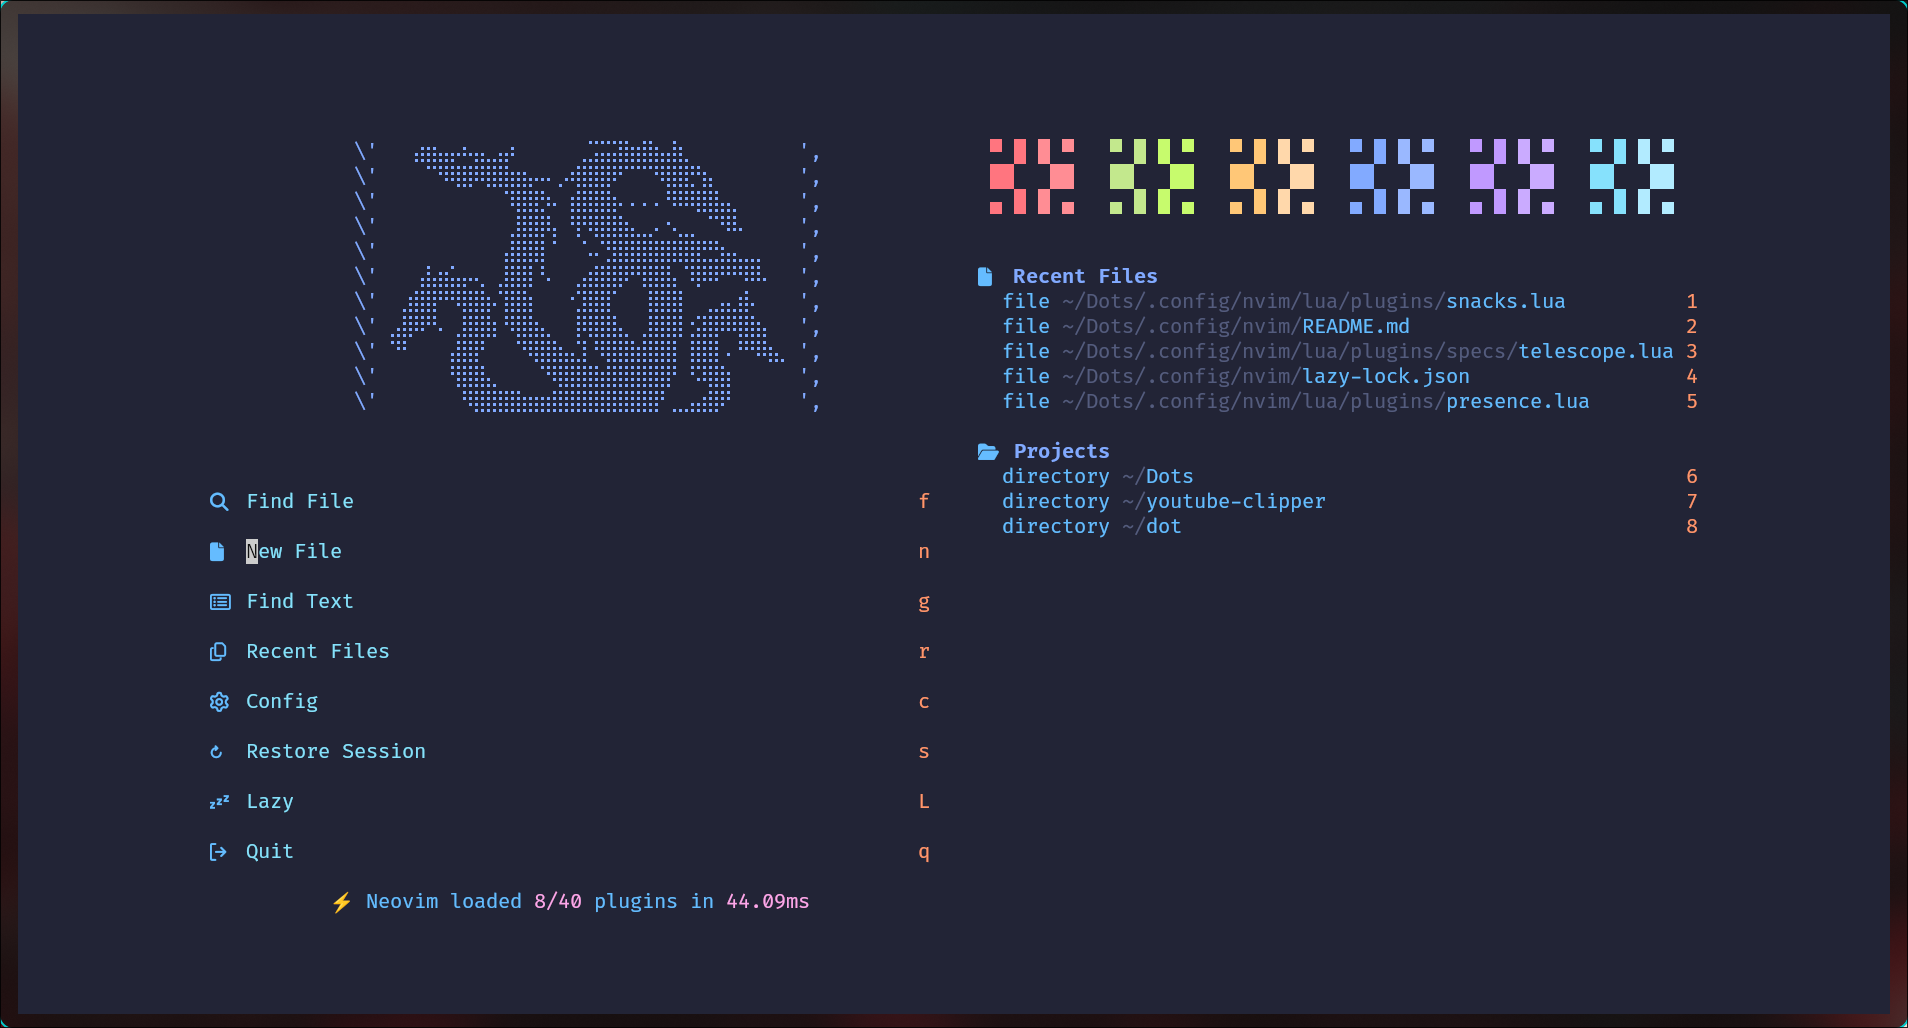 Find File f
New File n
Find Text g
Recent Files r
Config c
Restore Session s
Lazy L
Quit q
⚡ Neovim loaded 8/40 plugins in 44.09ms
Recent Files
file ~/Dots/.config/nvim/lua/plugins/snacks.lua 1
file ~/Dots/.config/nvim/README.md 2
file ~/Dots/.config/nvim/lua/plugins/specs/telescope.lua 3
file ~/Dots/.config/nvim/lazy-lock.json 4
file ~/Dots/.config/nvim/lua/plugins/presence.lua 5
Projects
directory ~/Dots 6
directory ~/youtube-clipper 7
directory ~/dot 8